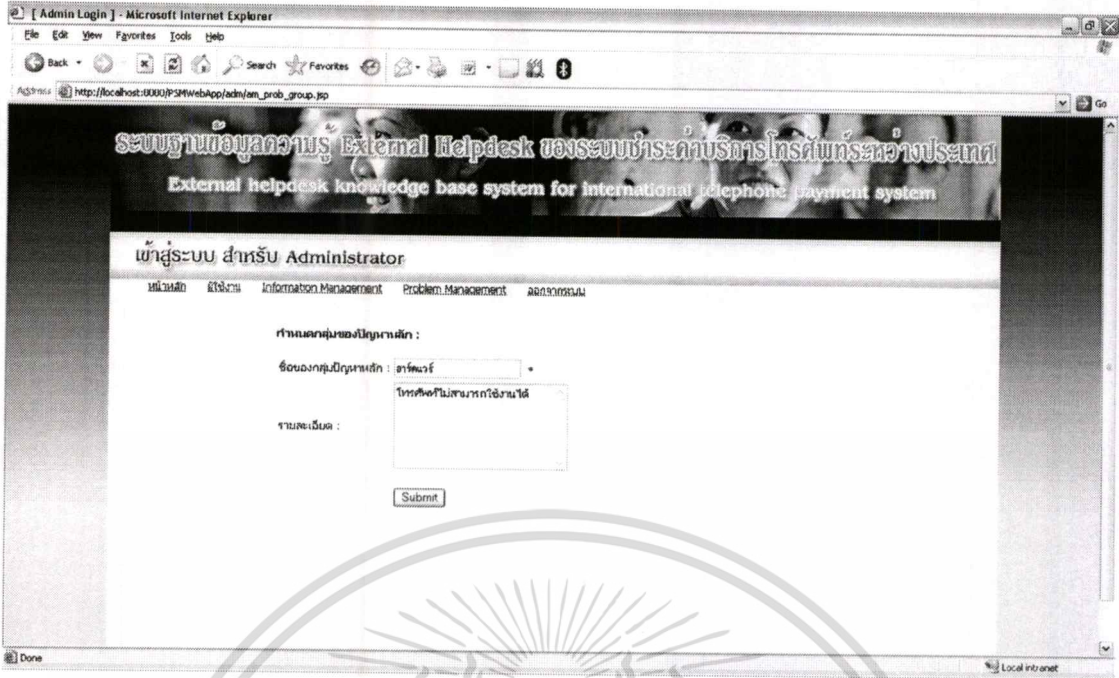 [ Admin Login ] - Microsoft Internet Explorer
File Edit View Favorites Tools Help
Back Search Favorites
Address http://localhost:8080/PSMWebApp/adm/am_prob_group.jsp Go
ระบบฐานข้อมูลความรู้ External Helpdesk ของระบบชำระค่าบริการโทรศัพท์ระหว่างประเทศ
External helpdesk knowledge base system for international telephone payment system
เข้าสู่ระบบ สำหรับ Administrator
หน้าหลัก ผู้ใช้งาน Information Management Problem Management ออกจากระบบ
กำหนดกลุ่มของปัญหาหลัก :
ชื่อของกลุ่มปัญหาหลัก : ฮาร์ดแวร์ *
โทรศัพท์ไม่สามารถใช้งานได้
รายละเอียด :
Submit
Done Local intranet